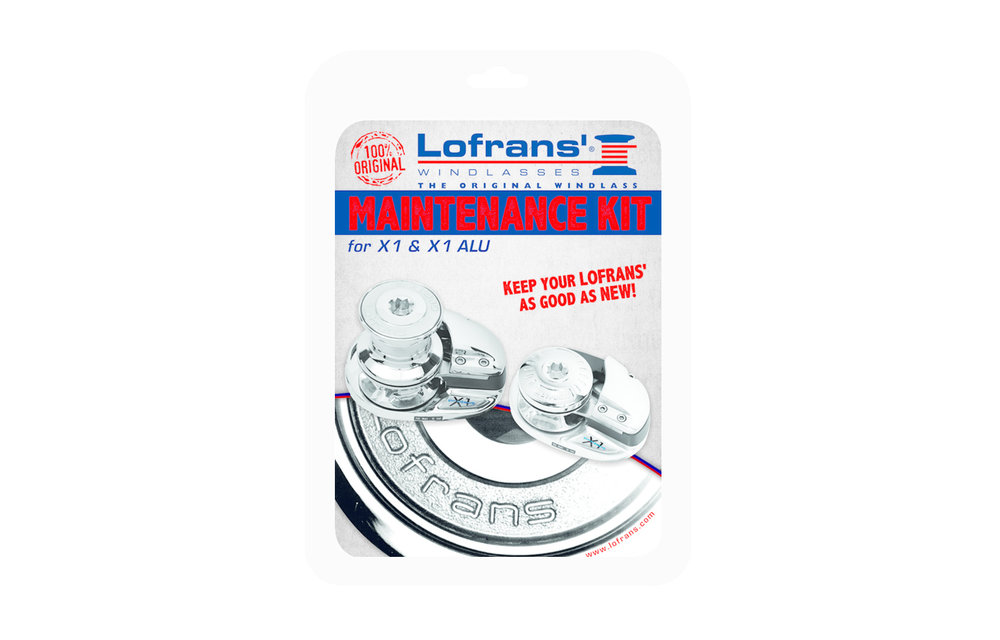 100%
ORIGINAL
Lofrans'®
WINDLASSES
THE ORIGINAL WINDLASS
MAINTENANCE KIT
for X1 & X1 ALU
KEEP YOUR LOFRANS'
AS GOOD AS NEW!
X1
X1
Lofrans
www.lofrans.com